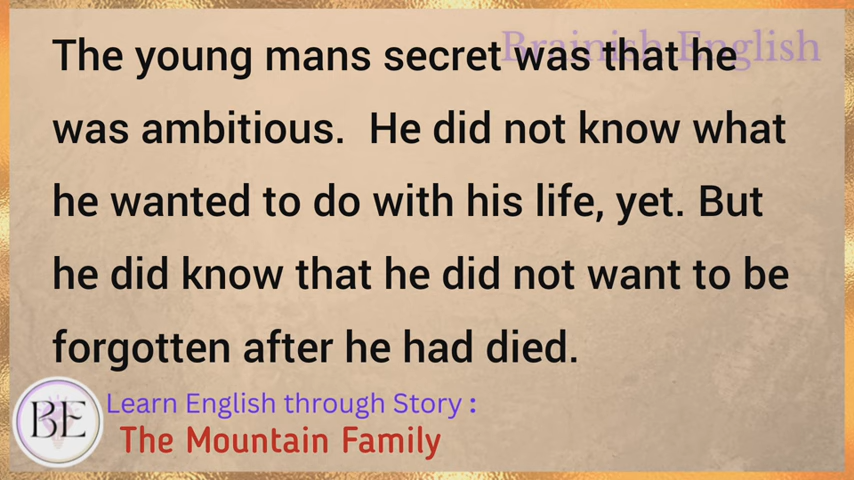 Brainish English
The young mans secret was that he
was ambitious.  He did not know what
he wanted to do with his life, yet. But
he did know that he did not want to be
forgotten after he had died.
BE
Learn English through Story :
The Mountain Family